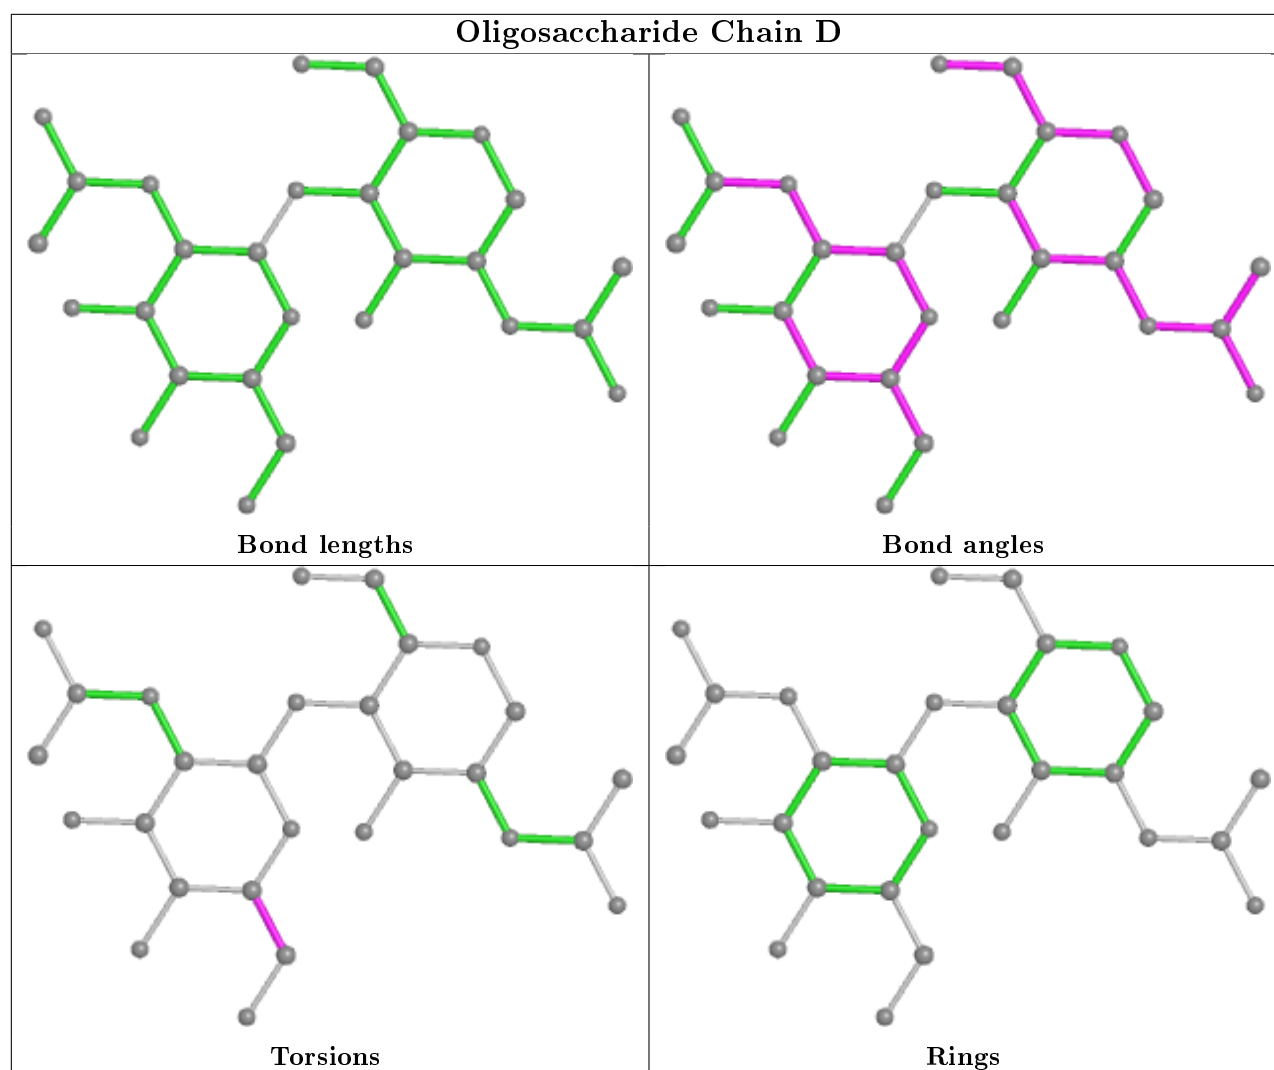 Oligosaccharide Chain D
Bond lengths
Bond angles
Torsions
Rings